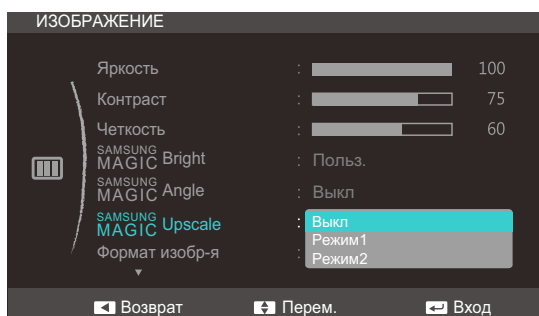 ИЗОБРАЖЕНИЕ
Яркость : 100
Контраст : 75
Четкость : 60
SAMSUNG MAGIC Bright : Польз.
SAMSUNG MAGIC Angle : Выкл
SAMSUNG MAGIC Upscale : Выкл
Режим1
Формат изобр-я : Режим2
Возврат Перем. Вход